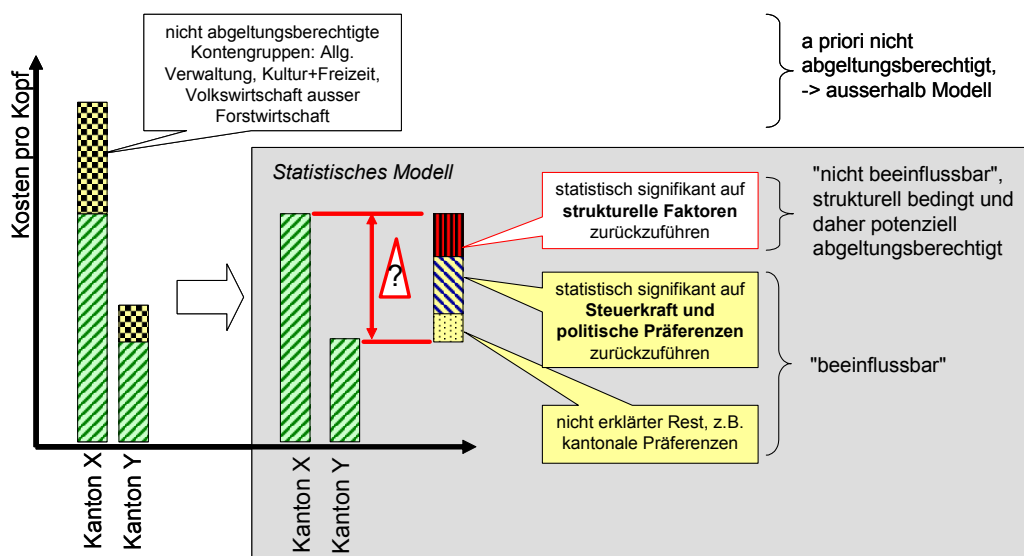 nicht abgeltungsberechtigte
Kontengruppen: Allg.
Verwaltung, Kultur+Freizeit,
Volkswirtschaft ausser
Forstwirtschaft
a priori nicht
abgeltungsberechtigt,
-> ausserhalb Modell
Kosten pro Kopf
Statistisches Modell
statistisch signifikant auf
strukturelle Faktoren
zurückzuführen
"nicht beeinflussbar",
strukturell bedingt und
daher potenziell
abgeltungsberechtigt
?
statistisch signifikant auf
Steuerkraft und
politische Präferenzen
zurückzuführen
"beeinflussbar"
nicht erklärter Rest, z.B.
kantonale Präferenzen
Kanton X
Kanton Y
Kanton X
Kanton Y